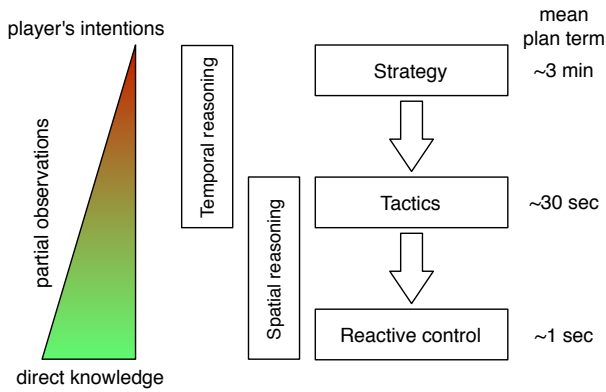 player's intentions
partial observations
direct knowledge
Temporal reasoning
Spatial reasoning
mean
plan term
Strategy
~3 min
Tactics
~30 sec
Reactive control
~1 sec